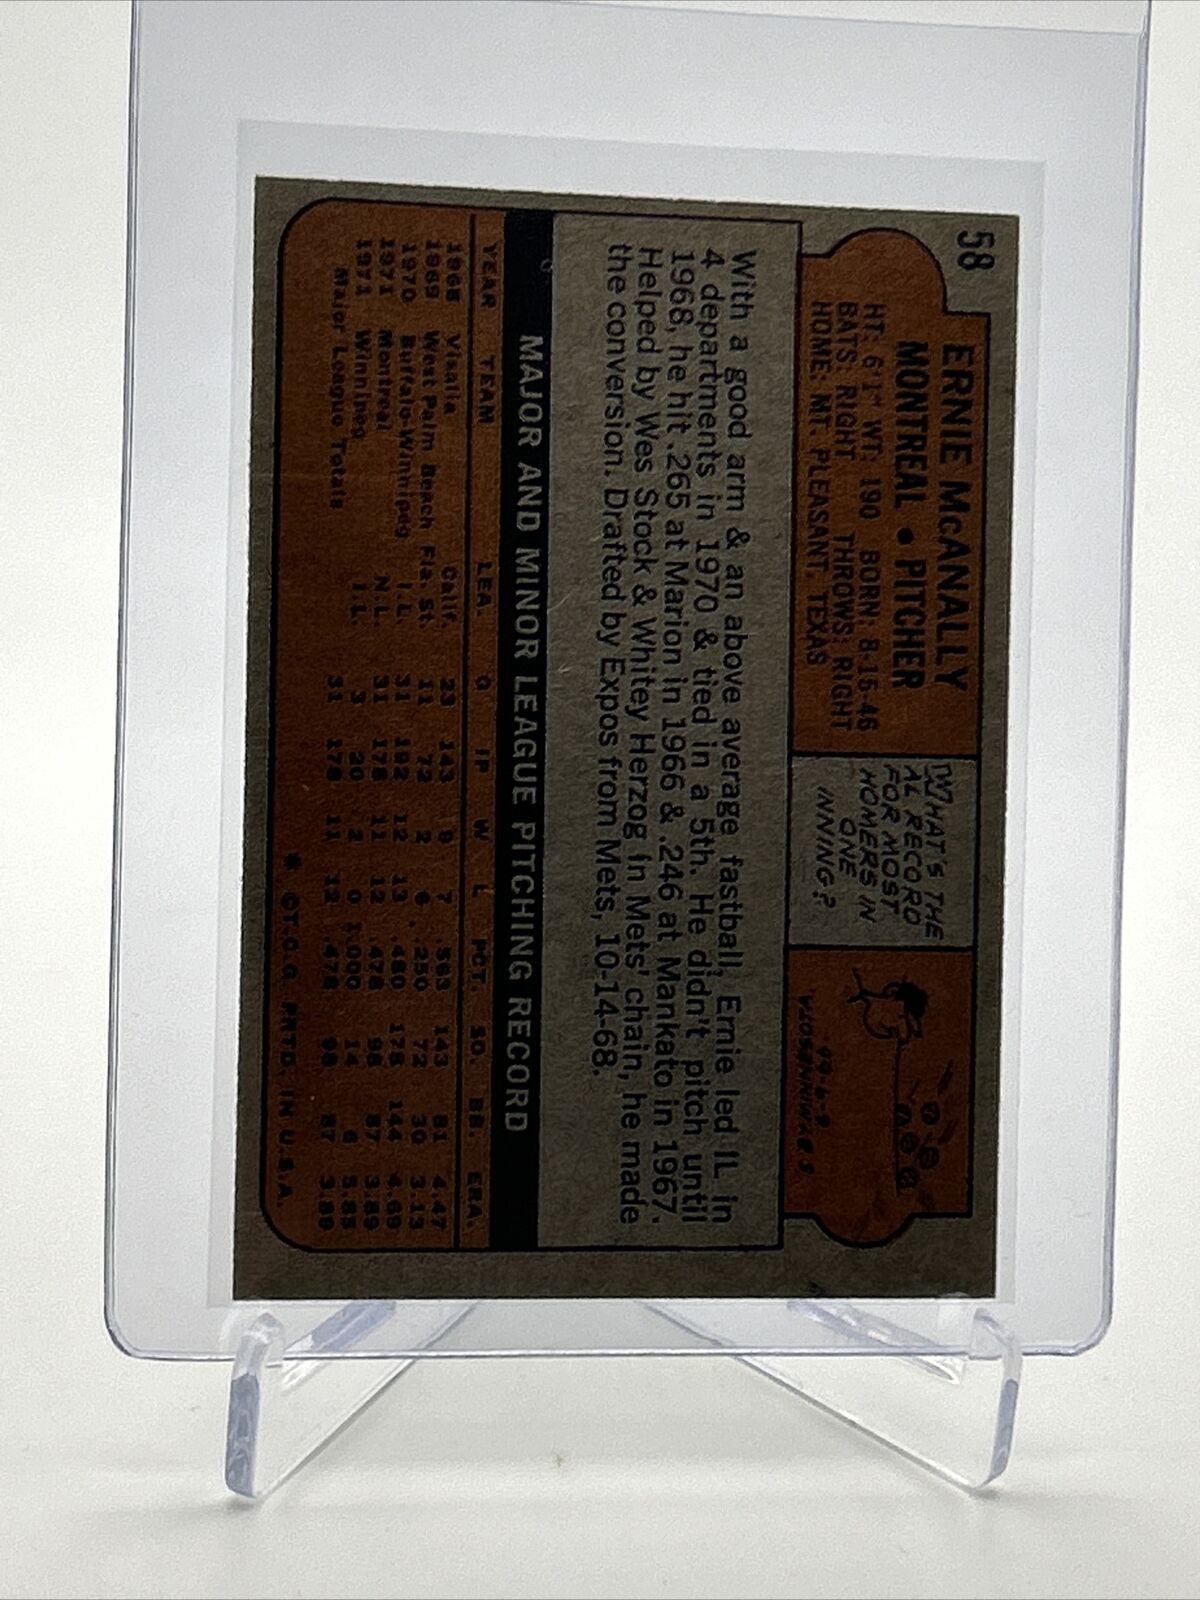 58
ERNIE McANALLY
MONTREAL • PITCHER
HT: 6'1" WT: 190 BORN: 8-15-46
BATS: RIGHT THROWS: RIGHT
HOME: MT. PLEASANT, TEXAS
WHAT'S THE
AL RECORD
FOR MOST
HOMERS IN
ONE
INNING?
With a good arm & an above average fastball, Ernie led IL in
4 departments in 1970 & tied in a 5th. He didn't pitch until
1968, he hit .265 at Marion in 1966 & .246 at Mankato in 1967.
Helped by Wes Stock & Whitey Herzog in Mets' chain, he made
the conversion. Drafted by Expos from Mets, 10-14-68.
MAJOR AND MINOR LEAGUE PITCHING RECORD
YEAR TEAM LEA. G IP W L PCT. SO. BB. ERA.
1968 Visalia Calif. 23 143 9 7 .563 143 81 4.47
1969 West Palm Beach Fla. St. 11 72 2 6 .250 72 30 3.13
1970 Buffalo-Winnipeg I.L. 31 192 12 13 .480 178 144 4.69
1971 Montreal N.L. 31 178 11 12 .478 98 87 3.89
1971 Winnipeg I.L. 3 20 2 0 1.000 14 6 5.85
Major League Totals 31 178 11 12 .478 98 87 3.89
* © T.C.G. PRTD. IN U.S.A.